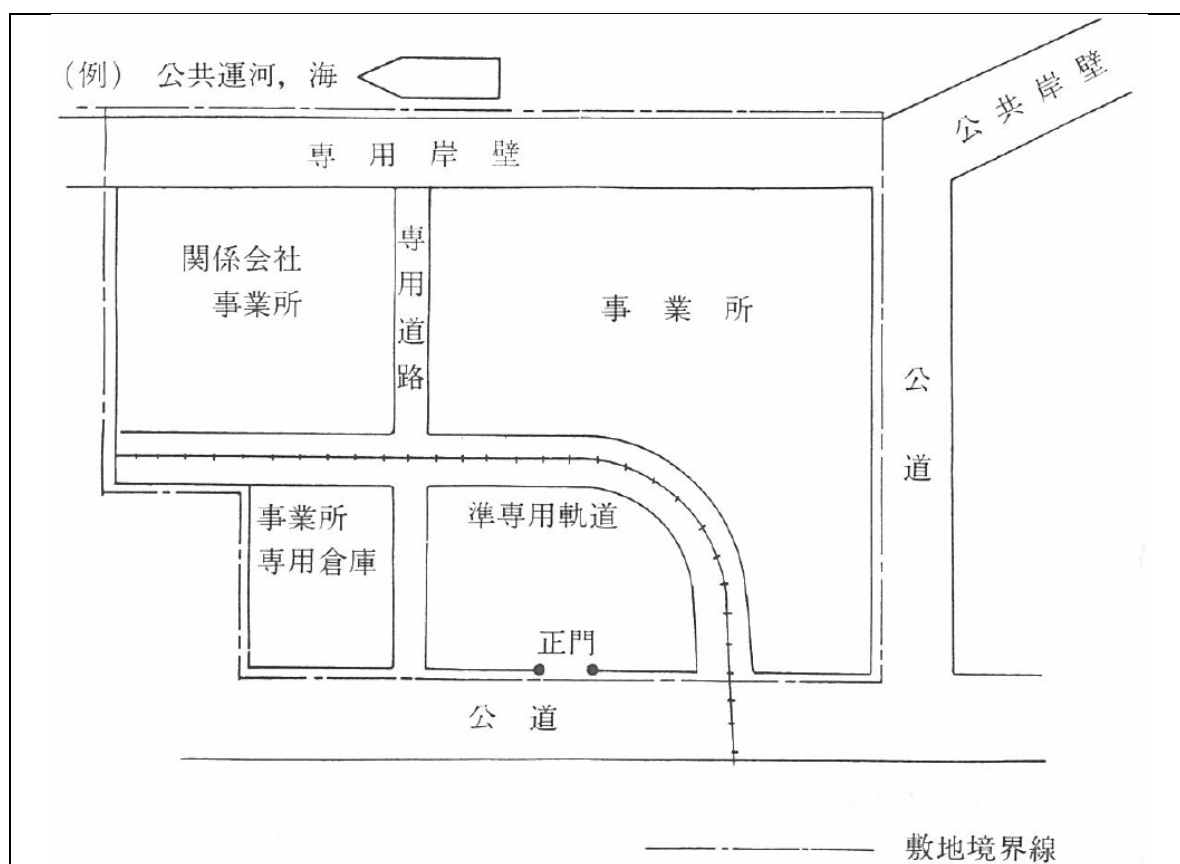 (例) 公共運河,海
公共岸壁
専用岸壁
関係会社
事業所
専用道路
事業所
公道
事業所
専用倉庫
準専用軌道
正門
公道
敷地境界線